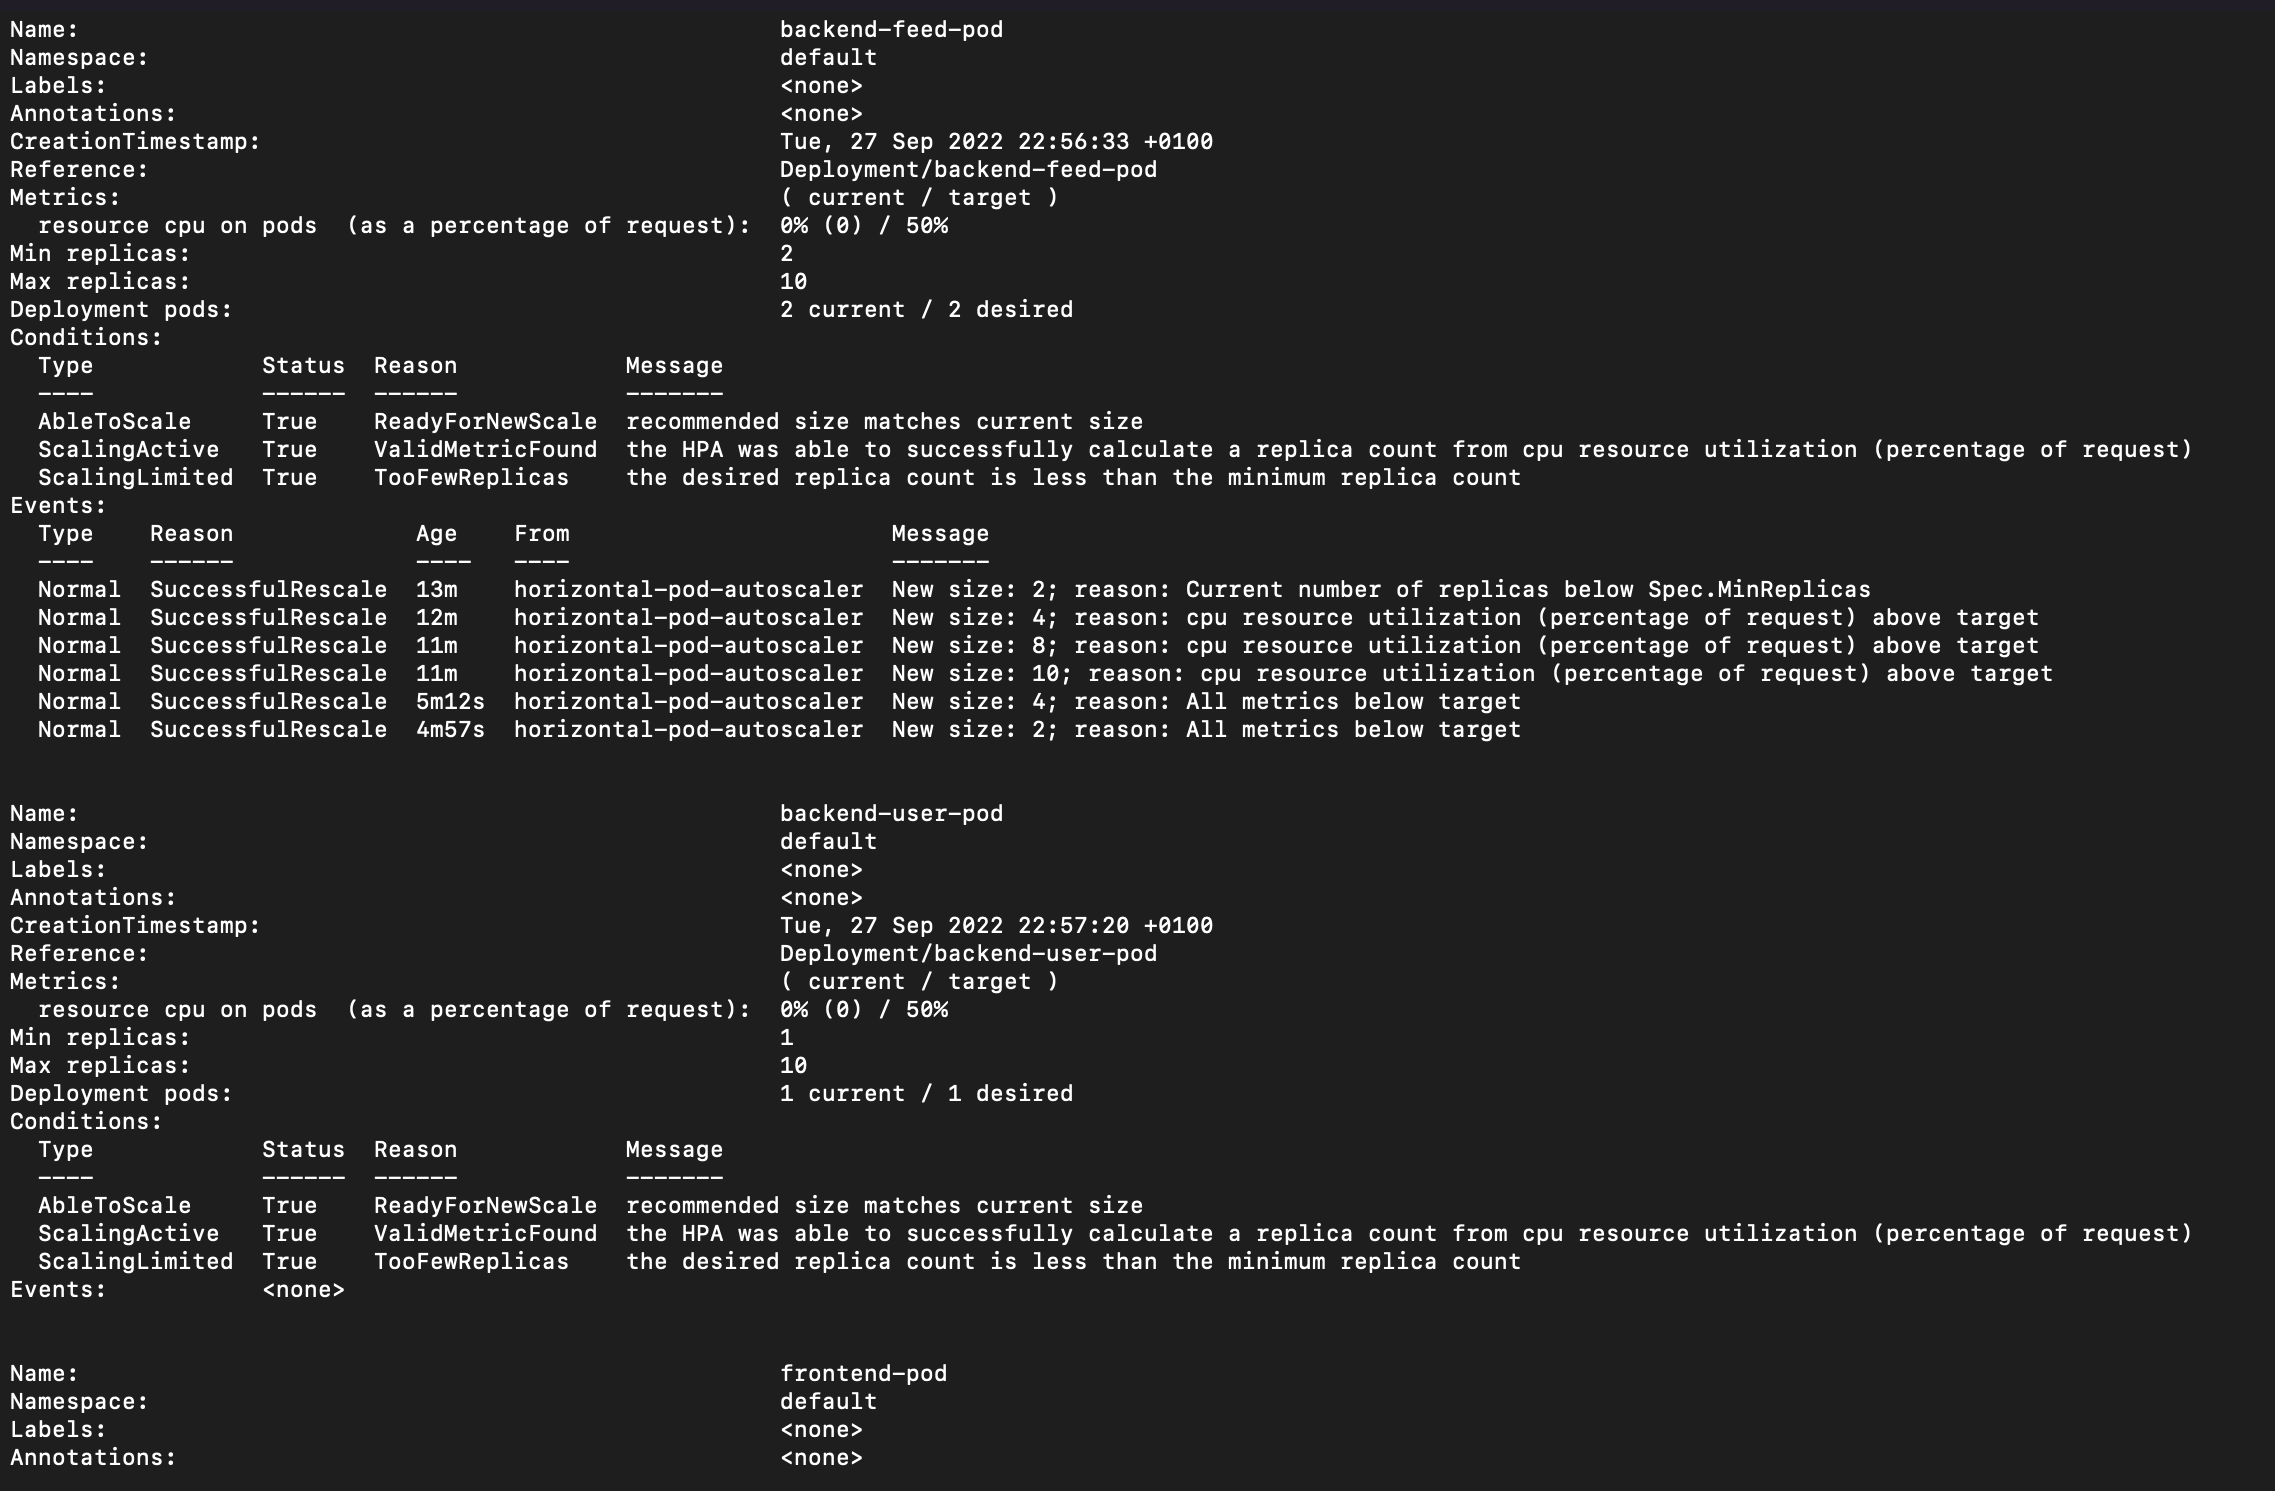 Name:                                                  backend-feed-pod
Namespace:                                             default
Labels:                                                <none>
Annotations:                                           <none>
CreationTimestamp:                                     Tue, 27 Sep 2022 22:56:33 +0100
Reference:                                             Deployment/backend-feed-pod
Metrics:                                               ( current / target )
  resource cpu on pods  (as a percentage of request):  0% (0) / 50%
Min replicas:                                          2
Max replicas:                                          10
Deployment pods:                                       2 current / 2 desired
Conditions:
  Type            Status  Reason            Message
  ----            ------  ------            -------
  AbleToScale     True    ReadyForNewScale  recommended size matches current size
  ScalingActive   True    ValidMetricFound  the HPA was able to successfully calculate a replica count from cpu resource utilization (percentage of request)
  ScalingLimited  True    TooFewReplicas    the desired replica count is less than the minimum replica count
Events:
  Type    Reason             Age    From                       Message
  ----    ------             ----   ----                       -------
  Normal  SuccessfulRescale  13m    horizontal-pod-autoscaler  New size: 2; reason: Current number of replicas below Spec.MinReplicas
  Normal  SuccessfulRescale  12m    horizontal-pod-autoscaler  New size: 4; reason: cpu resource utilization (percentage of request) above target
  Normal  SuccessfulRescale  11m    horizontal-pod-autoscaler  New size: 8; reason: cpu resource utilization (percentage of request) above target
  Normal  SuccessfulRescale  11m    horizontal-pod-autoscaler  New size: 10; reason: cpu resource utilization (percentage of request) above target
  Normal  SuccessfulRescale  5m12s  horizontal-pod-autoscaler  New size: 4; reason: All metrics below target
  Normal  SuccessfulRescale  4m57s  horizontal-pod-autoscaler  New size: 2; reason: All metrics below target
Name:                                                  backend-user-pod
Namespace:                                             default
Labels:                                                <none>
Annotations:                                           <none>
CreationTimestamp:                                     Tue, 27 Sep 2022 22:57:20 +0100
Reference:                                             Deployment/backend-user-pod
Metrics:                                               ( current / target )
  resource cpu on pods  (as a percentage of request):  0% (0) / 50%
Min replicas:                                          1
Max replicas:                                          10
Deployment pods:                                       1 current / 1 desired
Conditions:
  Type            Status  Reason            Message
  ----            ------  ------            -------
  AbleToScale     True    ReadyForNewScale  recommended size matches current size
  ScalingActive   True    ValidMetricFound  the HPA was able to successfully calculate a replica count from cpu resource utilization (percentage of request)
  ScalingLimited  True    TooFewReplicas    the desired replica count is less than the minimum replica count
Events:           <none>
Name:                                                  frontend-pod
Namespace:                                             default
Labels:                                                <none>
Annotations:                                           <none>